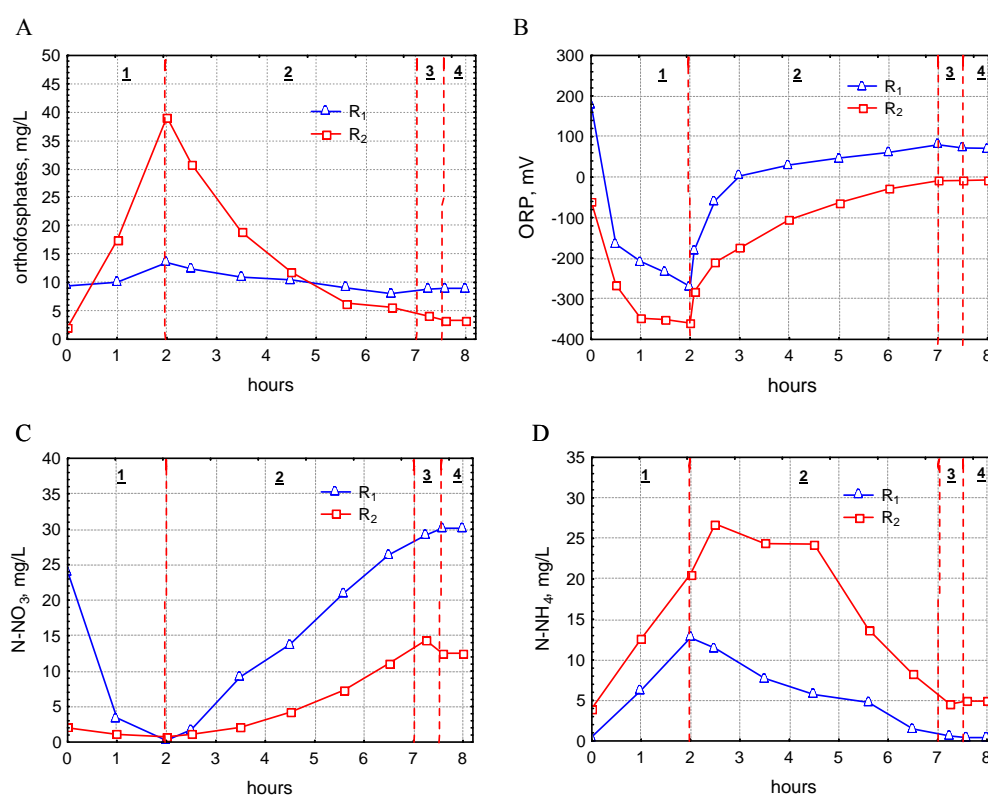 A
orthofosphates, mg/L
50
45
40
35
30
25
20
15
10
5
0
1 2 3 4
R1
R2
0 1 2 3 4 5 6 7 8
hours
B
ORP, mV
300
200
100
0
-100
-200
-300
-400
1 2 3 4
R1
R2
0 1 2 3 4 5 6 7 8
hours
C
N-NO3, mg/L
40
35
30
25
20
15
10
5
0
1 2 3 4
R1
R2
0 1 2 3 4 5 6 7 8
hours
D
N-NH4, mg/L
35
30
25
20
15
10
5
0
1 2 3 4
R1
R2
0 1 2 3 4 5 6 7 8
hours